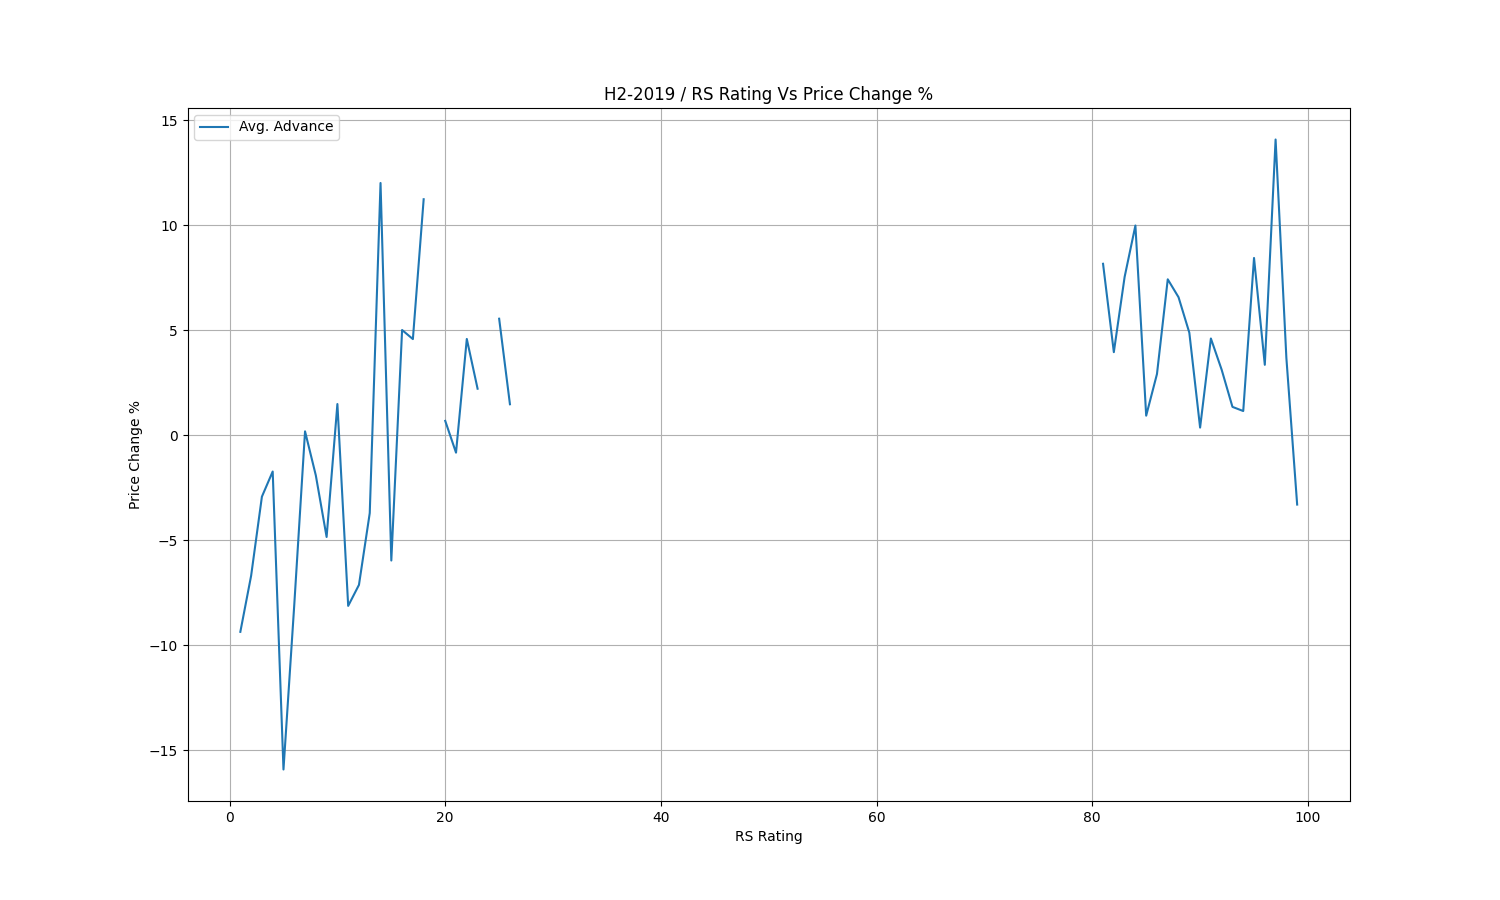 H2-2019 / RS Rating Vs Price Change %
Avg. Advance
15
10
5
0
−5
−10
−15
Price Change %
0 20 40 60 80 100
RS Rating